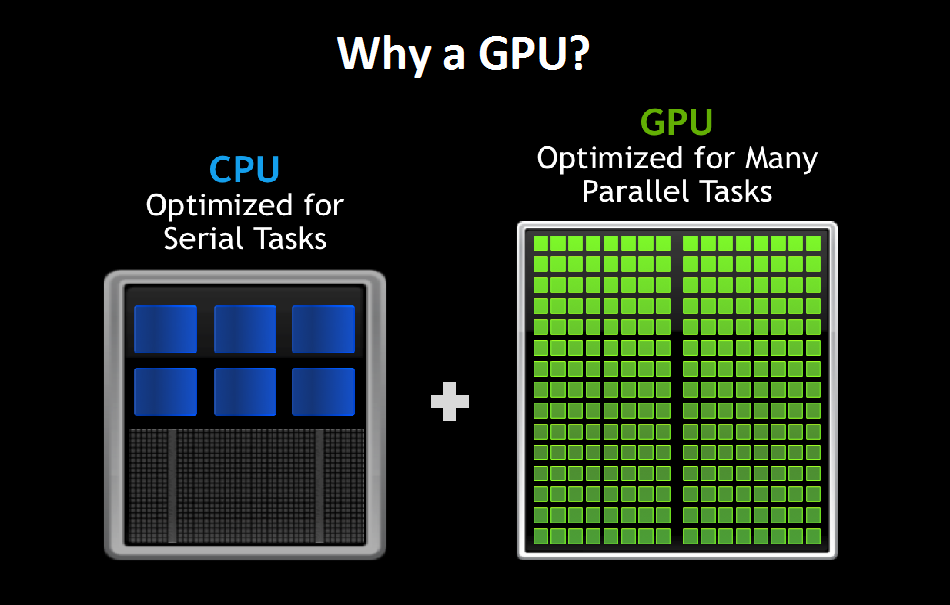 Why a GPU?
CPU
Optimized for
Serial Tasks
GPU
Optimized for Many
Parallel Tasks